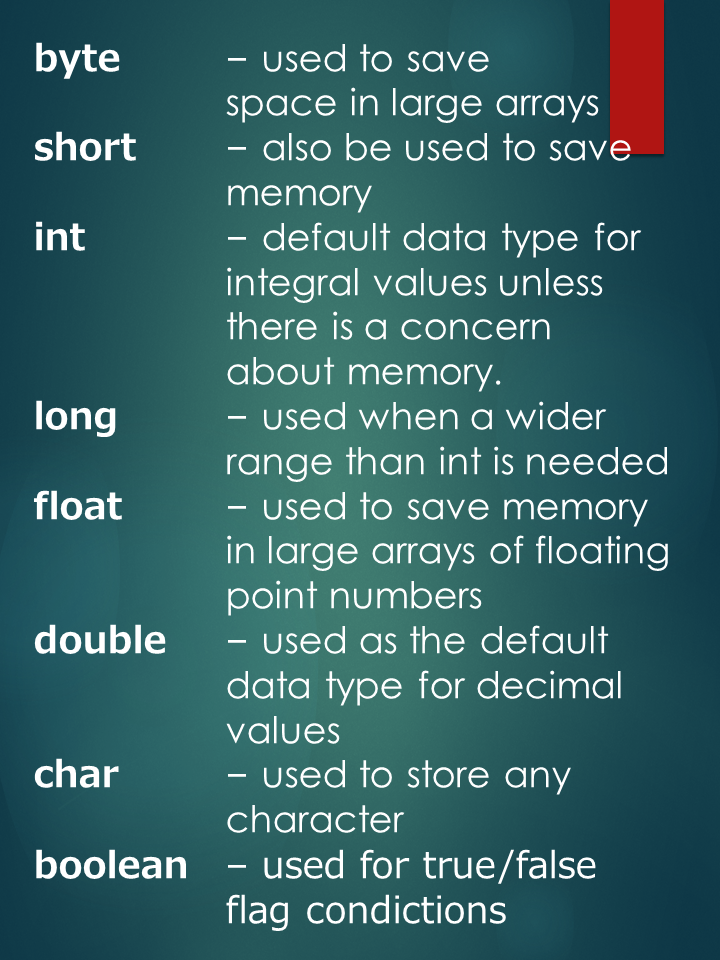 byte – used to save
space in large arrays
short – also be used to save
memory
int – default data type for
integral values unless
there is a concern
about memory.
long – used when a wider
range than int is needed
float – used to save memory
in large arrays of floating
point numbers
double – used as the default
data type for decimal
values
char – used to store any
character
boolean – used for true/false
flag condictions